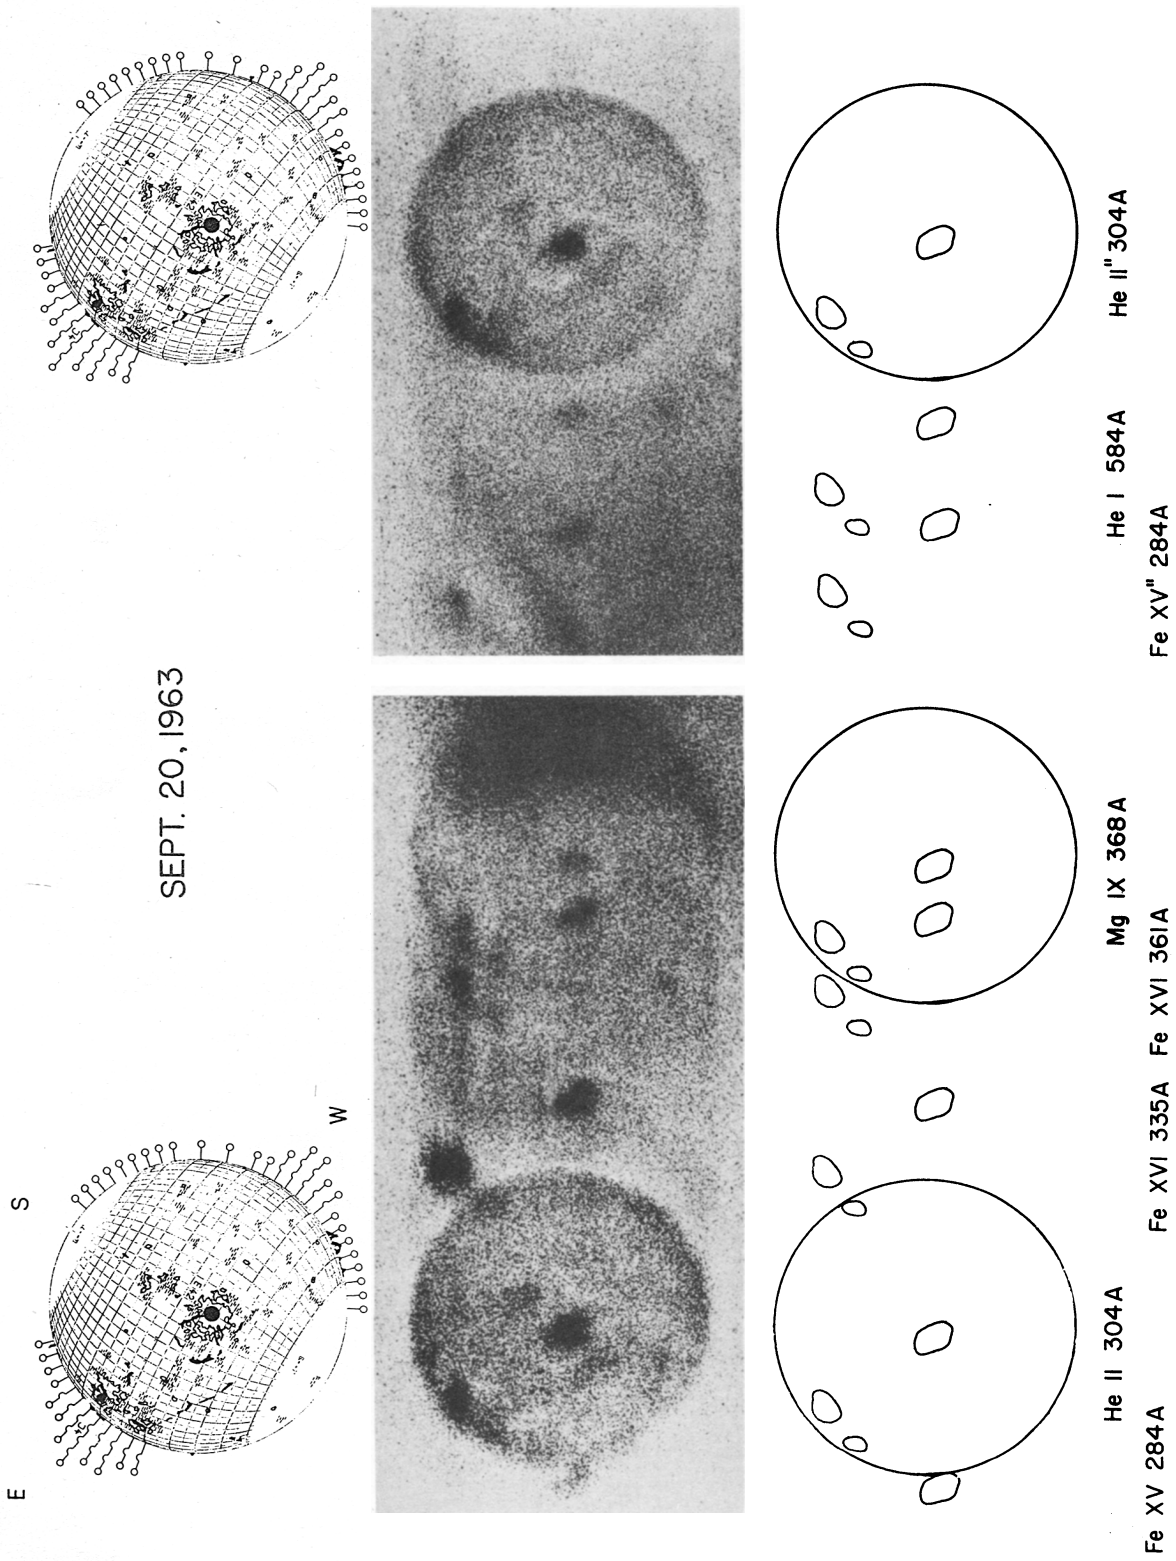 E S
SEPT. 20, 1963
W
He II 304A Mg IX 368A He I 584A He II" 304A
Fe XV 284A Fe XVI 335A Fe XVI 361A Fe XV" 284A